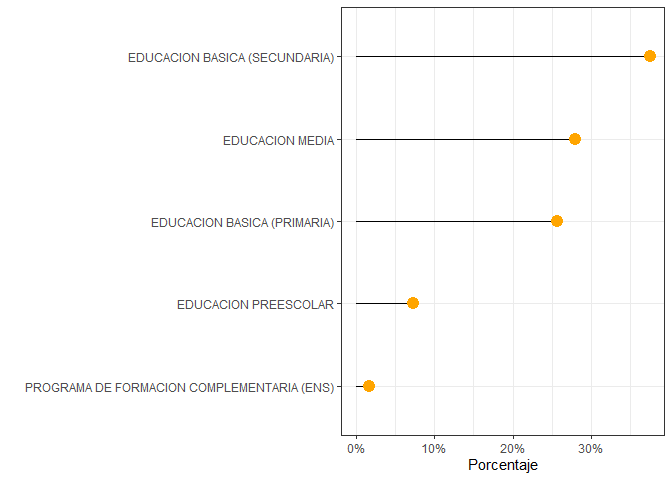 EDUCACION BASICA (SECUNDARIA)
EDUCACION MEDIA
EDUCACION BASICA (PRIMARIA)
EDUCACION PREESCOLAR
PROGRAMA DE FORMACION COMPLEMENTARIA (ENS)
0% 10% 20% 30%
Porcentaje